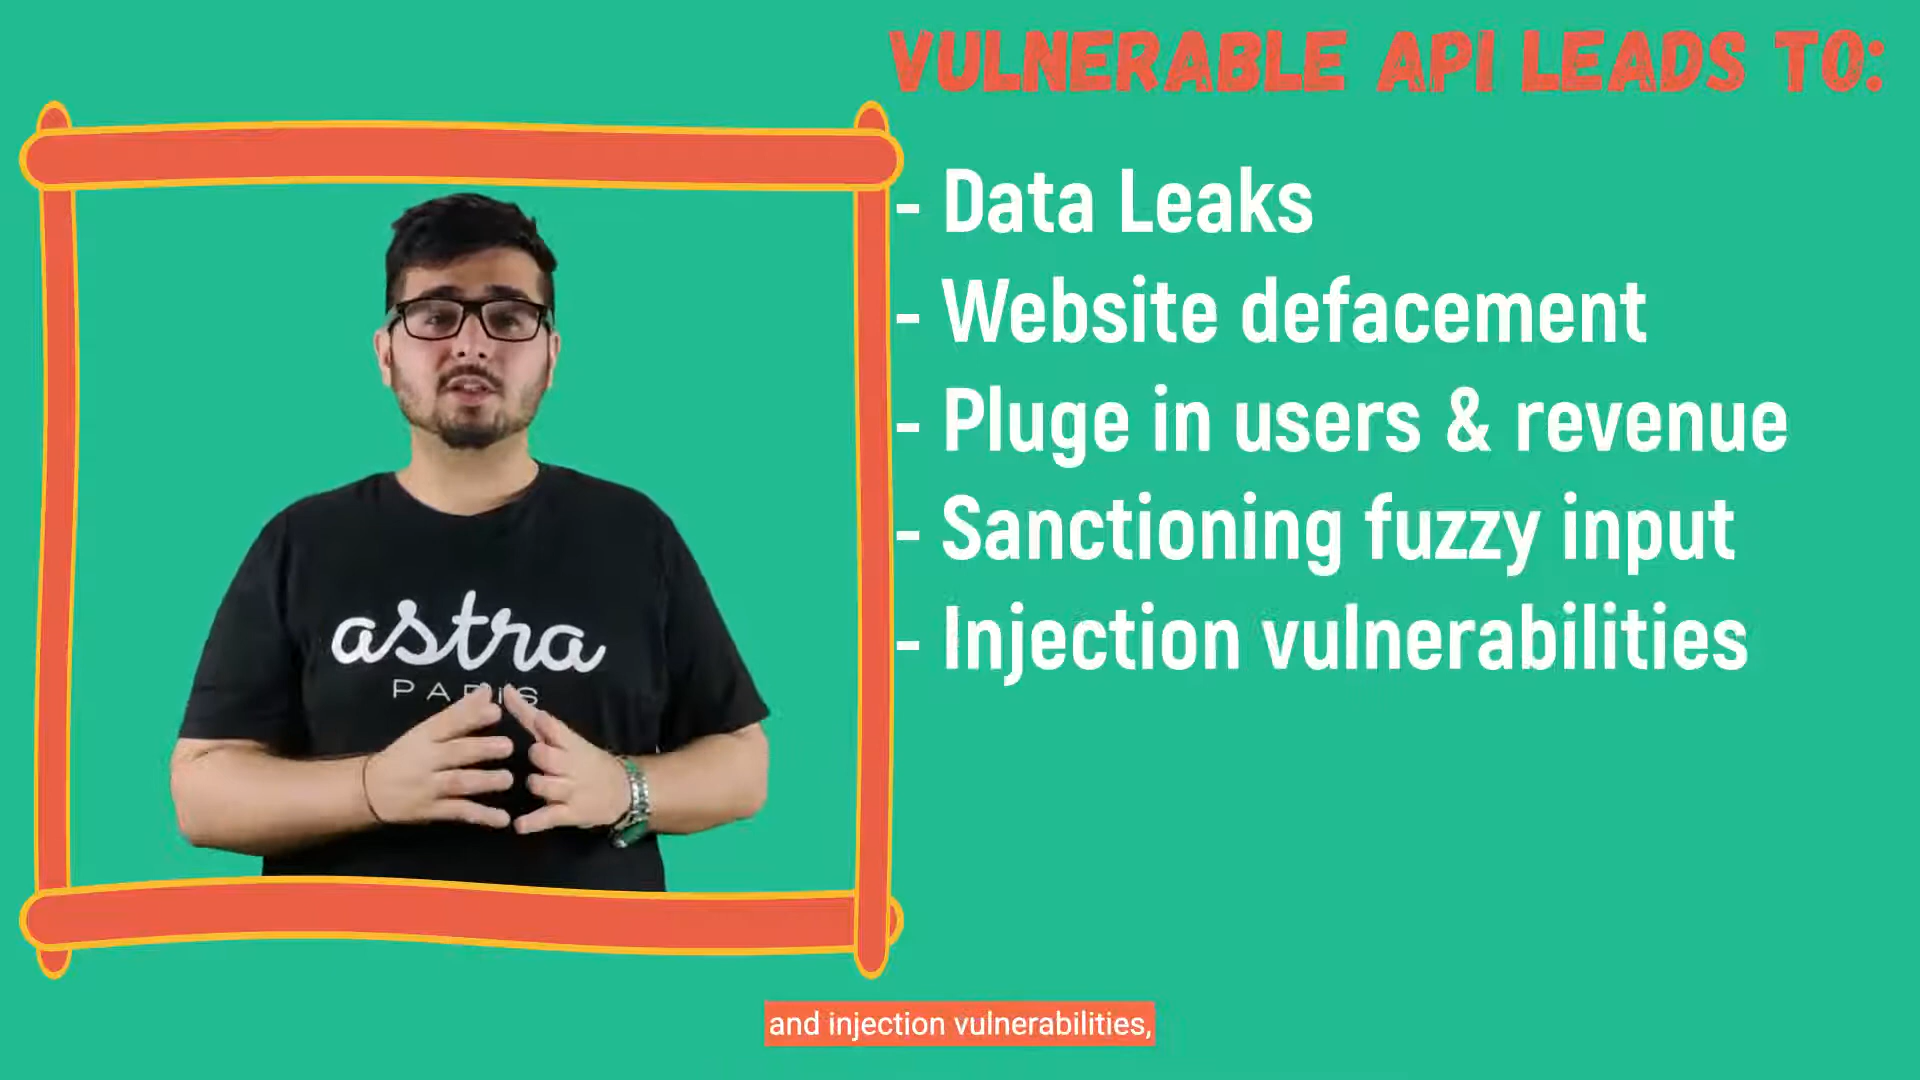 VULNERABLE API LEADS TO:
- Data Leaks
- Website defacement
- Pluge in users & revenue
- Sanctioning fuzzy input
- Injection vulnerabilities
astra
PARIS
and injection vulnerabilities,